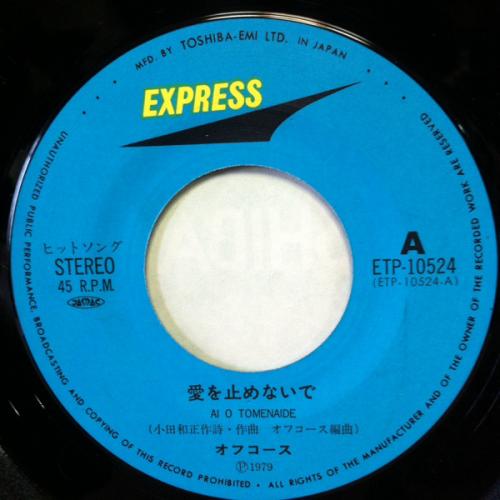 MFD. BY TOSHIBA-EMI LTD. IN JAPAN
EXPRESS
ヒットソング
STEREO
45 R.P.M.
A
ETP-10524
(ETP-10524-A)
愛を止めないで
AI O TOMENAIDE
(小田和正作詩・作曲 オフコース編曲)
オフコース
Ⓟ1979
UNAUTHORIZED PUBLIC PERFORMANCE, BROADCASTING AND COPYING OF THIS RECORD PROHIBITED • ALL RIGHTS OF THE MANUFACTURER AND OF THE OWNER OF THE RECORDED WORK ARE RESERVED